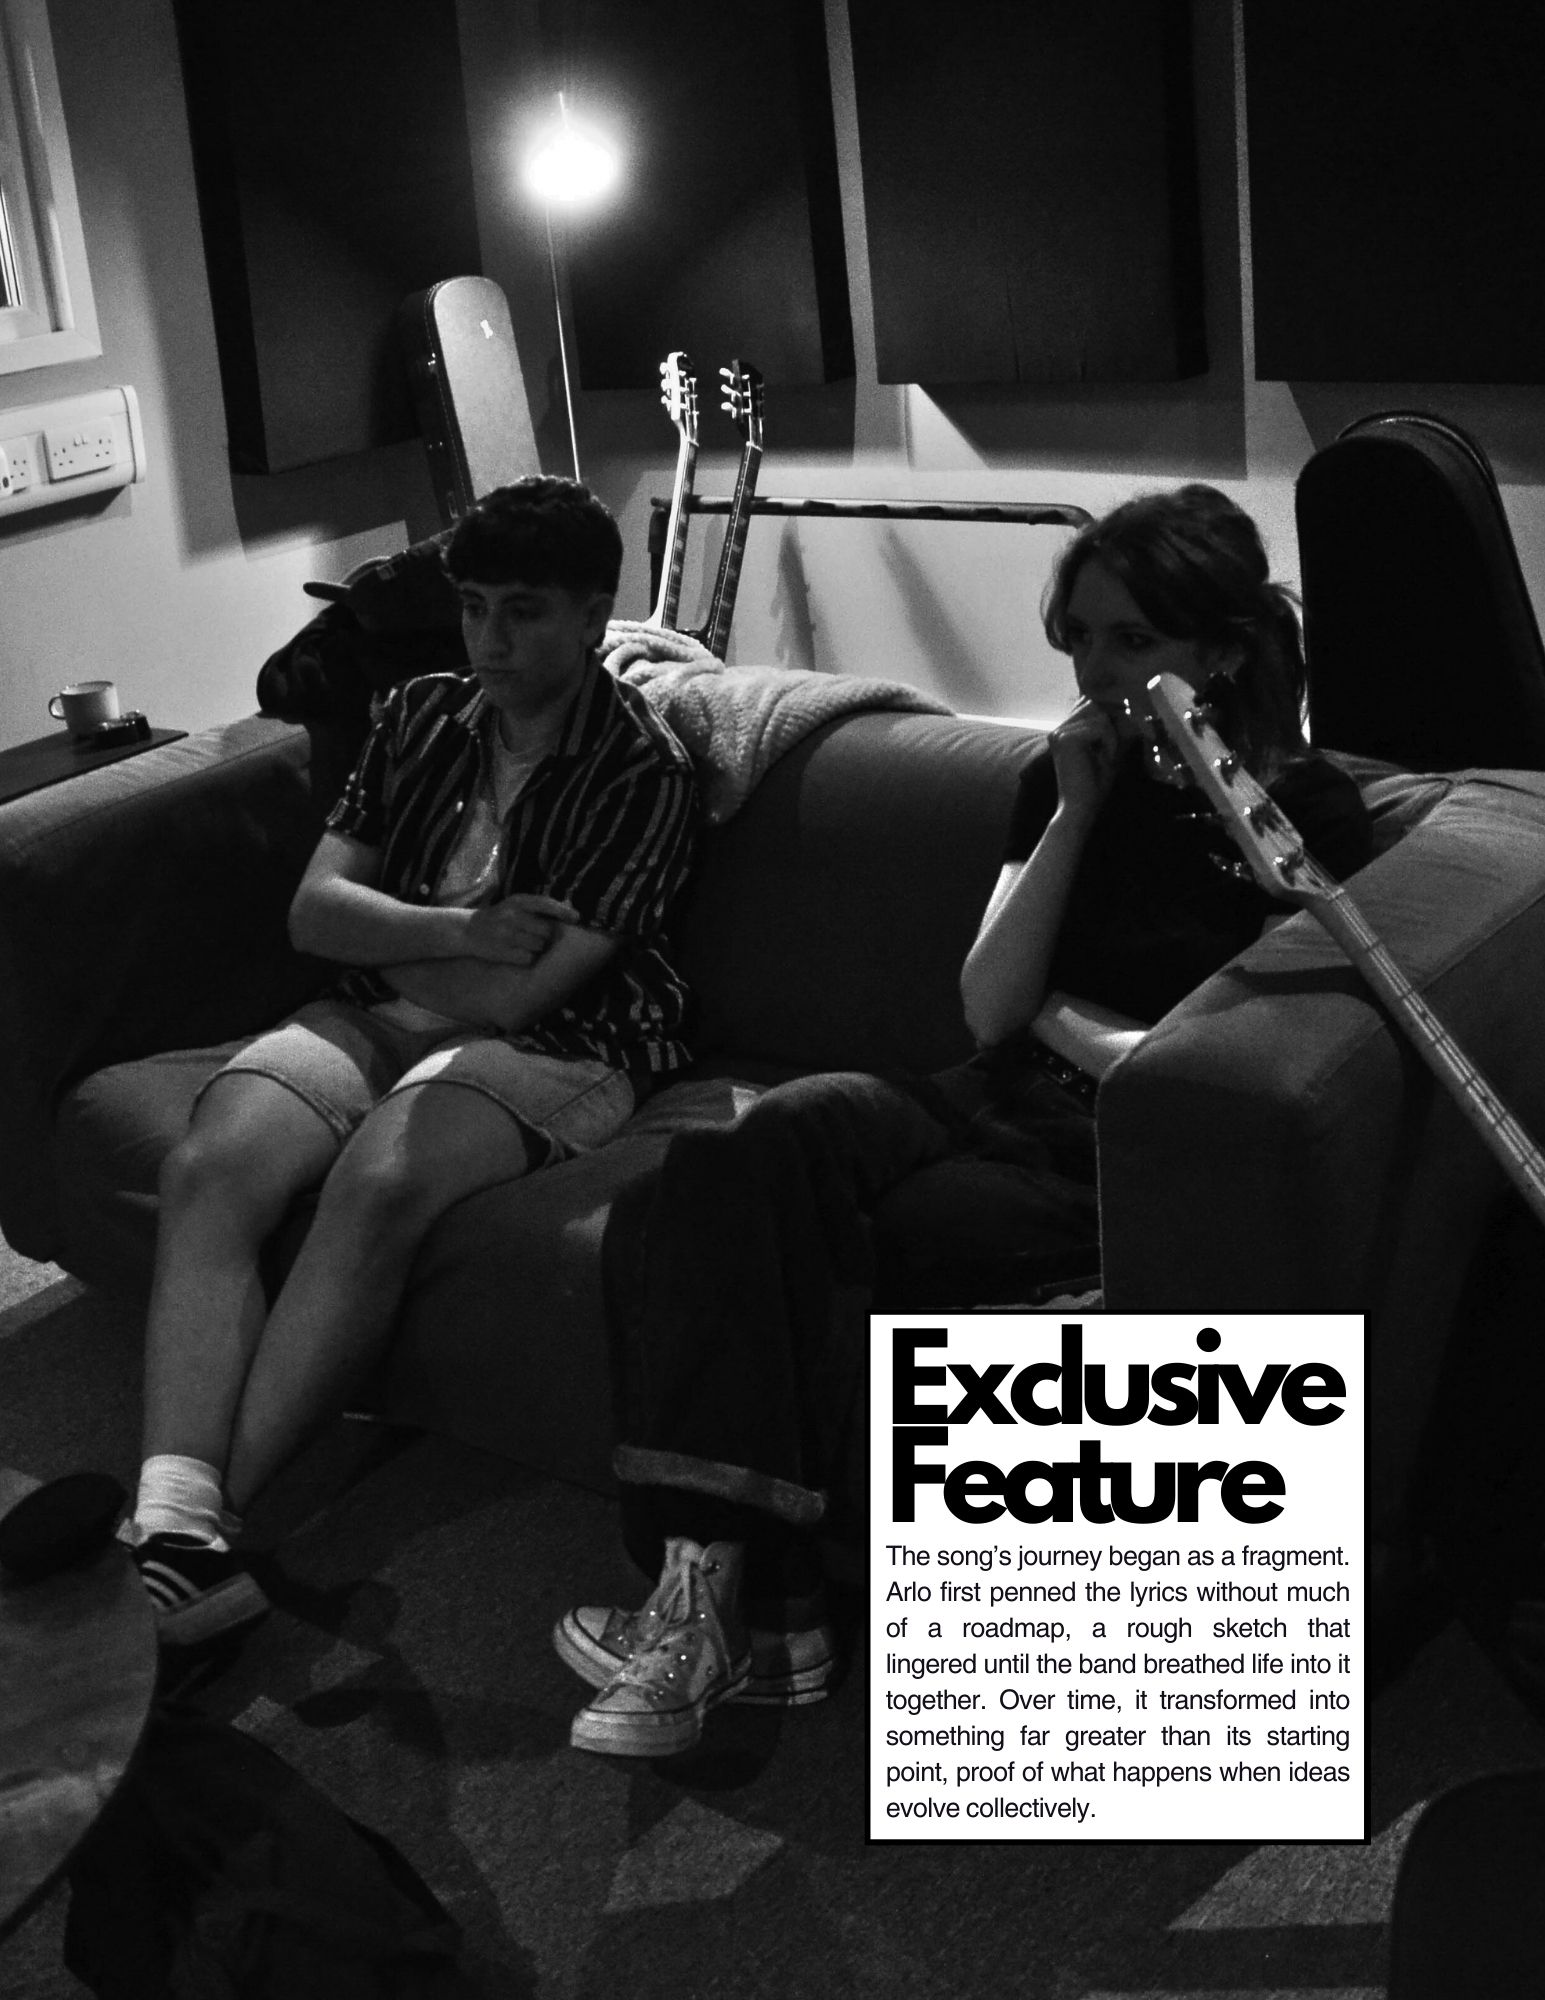 Exclusive
Feature
The song’s journey began as a fragment.
Arlo first penned the lyrics without much
of a roadmap, a rough sketch that
lingered until the band breathed life into it
together. Over time, it transformed into
something far greater than its starting
point, proof of what happens when ideas
evolve collectively.